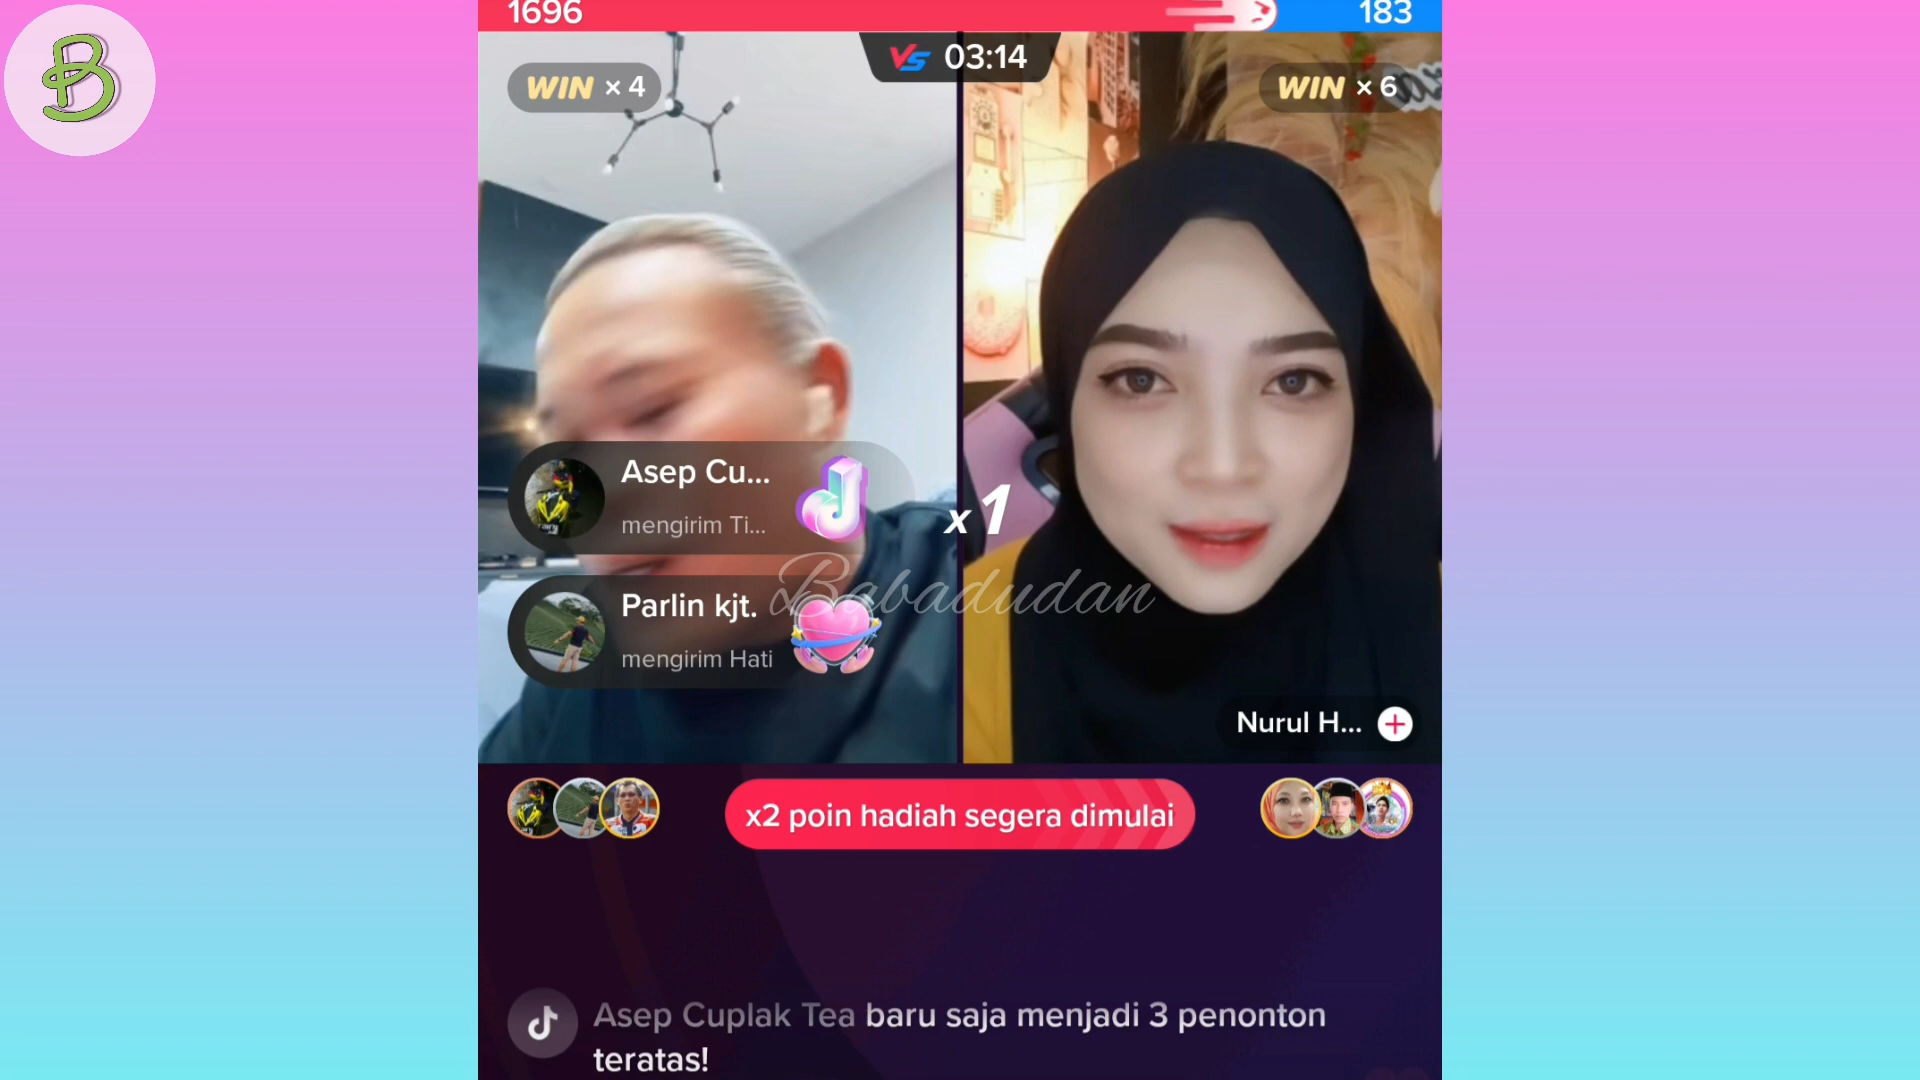 B
1696
183
VS 03:14
WIN × 4
WIN × 6
Asep Cu...
mengirim Ti...
x1
Babadudan
Parlin kjt.
mengirim Hati
Nurul H...
x2 poin hadiah segera dimulai
Asep Cuplak Tea baru saja menjadi 3 penonton
teratas!